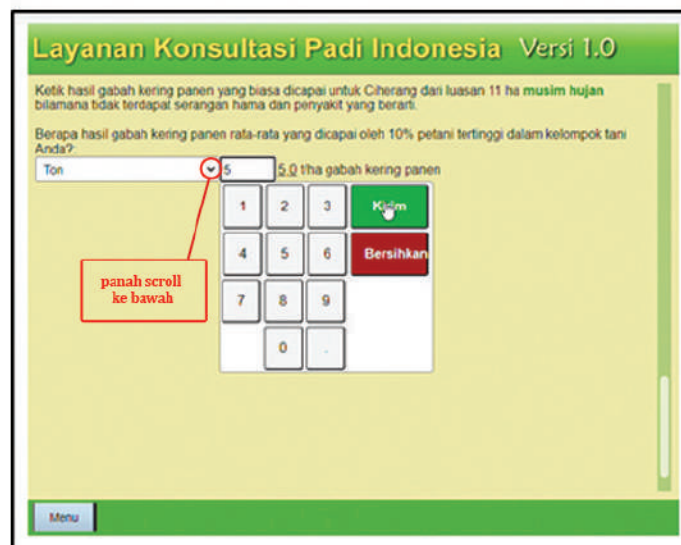 Layanan Konsultasi Padi Indonesia Versi 1.0
Ketik hasil gabah kering panen yang biasa dicapai untuk Ciherang dari luasan 11 ha musim hujan
bilamana tidak terdapat serangan hama dan penyakit yang berarti.
Berapa hasil gabah kering panen rata-rata yang dicapai oleh 10% petani tertinggi dalam kelompok tani
Anda?:
Ton 5 5.0 t/ha gabah kering panen
1 2 3 Kirim
4 5 6 Bersihkan
panah scroll
ke bawah
7 8 9
0 .
Menu